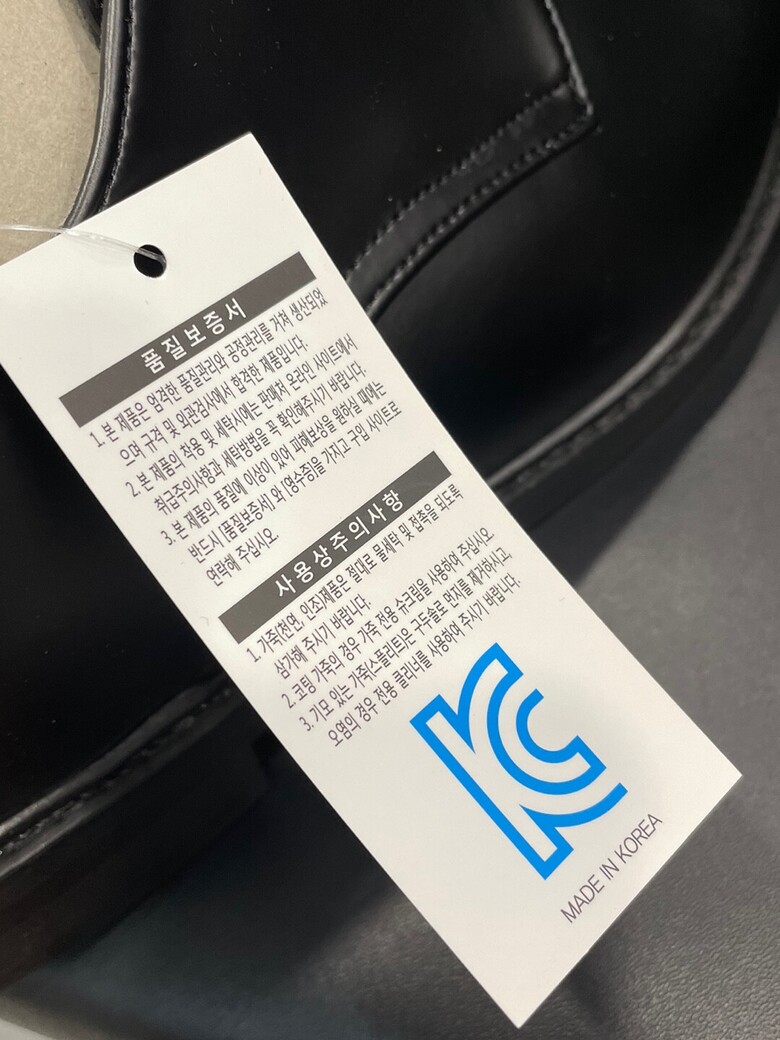 품질보증서
1. 본 제품은 엄격한 품질관리와 공정관리를 거쳐 생산되었
으며 규격 및 외관검사에서 합격한 제품입니다.
2. 본 제품의 착용 및 세탁시에는 판매처 온라인 사이트에서
취급주의사항과 세탁방법을 꼭 확인해주시기 바랍니다.
3. 본 제품의 품질에 이상이 있어 피해보상을 원하실 때에는
반드시 [품질보증서] 와 [영수증]을 가지고 구입 사이트로
연락해 주십시오.
사용상주의사항
1. 가죽(천연, 인조)제품은 절대로 물세탁 및 접촉을 되도록
삼가해 주시기 바랍니다.
2. 코팅 가죽의 경우 가죽 전용 슈크림을 사용하여 주십시오
3. 기모 있는 가죽(스플리트)은 구두솔로 먼지를 제거하시고,
오염의 경우 전용 클리너를 사용하여 주시기 바랍니다.
KC
MADE IN KOREA